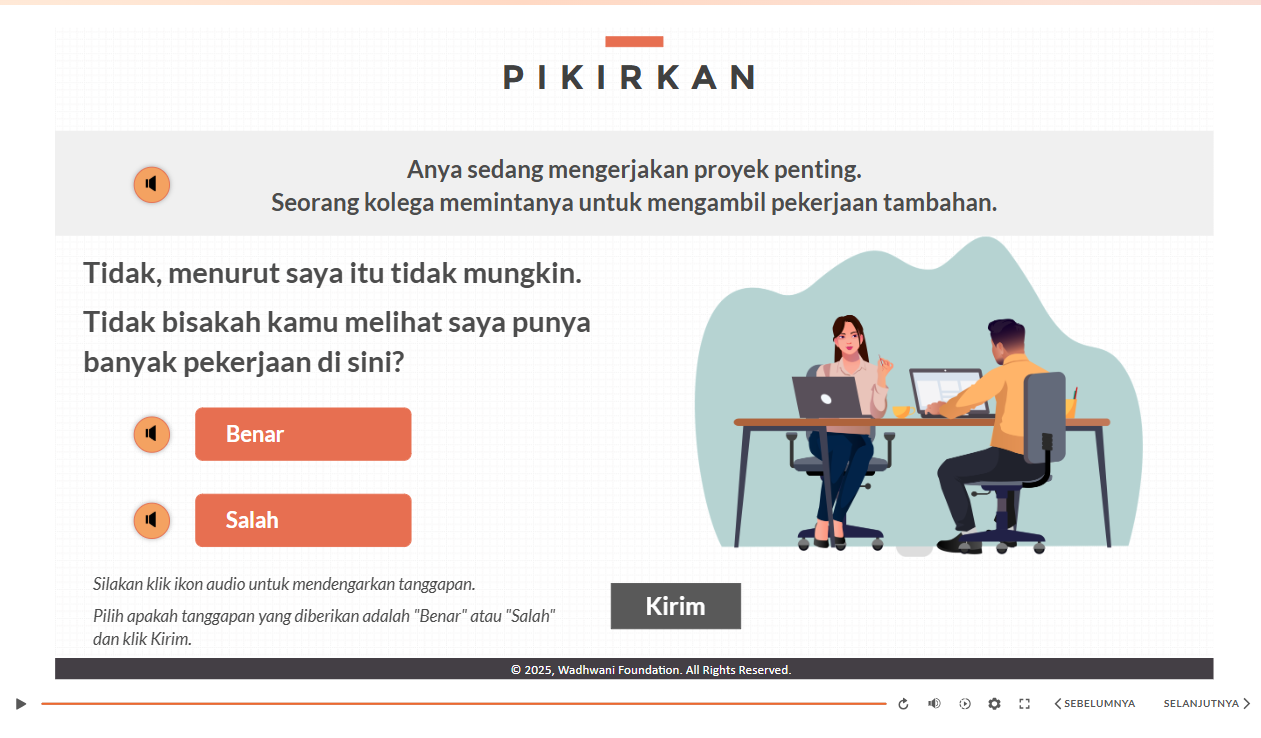 PIKIRKAN
Anya sedang mengerjakan proyek penting.
Seorang kolega memintanya untuk mengambil pekerjaan tambahan.
Tidak, menurut saya itu tidak mungkin.
Tidak bisakah kamu melihat saya punya
banyak pekerjaan di sini?
Benar
Salah
Silakan klik ikon audio untuk mendengarkan tanggapan.
Pilih apakah tanggapan yang diberikan adalah "Benar" atau "Salah"
dan klik Kirim.
Kirim
© 2025, Wadhwani Foundation. All Rights Reserved.
SEBELUMNYA
SELANJUTNYA